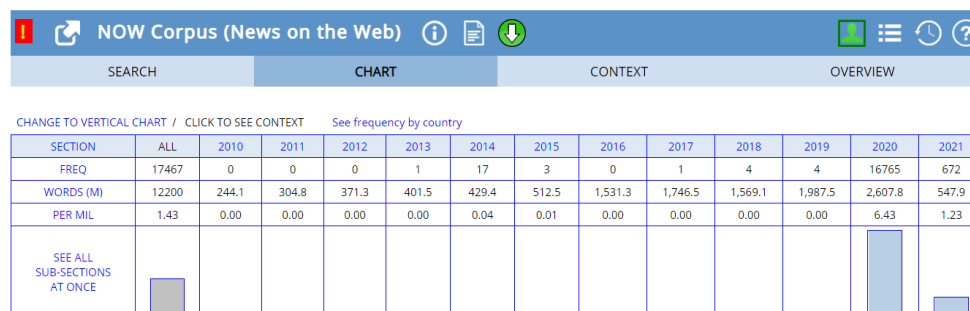 ! NOW Corpus (News on the Web) i ?
SEARCH CHART CONTEXT OVERVIEW
CHANGE TO VERTICAL CHART / CLICK TO SEE CONTEXT See frequency by country
SECTION ALL 2010 2011 2012 2013 2014 2015 2016 2017 2018 2019 2020 2021
FREQ 17467 0 0 0 1 17 3 0 1 4 4 16765 672
WORDS (M) 12200 244.1 304.8 371.3 401.5 429.4 512.5 1,531.3 1,746.5 1,569.1 1,987.5 2,607.8 547.9
PER MIL 1.43 0.00 0.00 0.00 0.00 0.04 0.01 0.00 0.00 0.00 0.00 6.43 1.23
SEE ALL
SUB-SECTIONS
AT ONCE